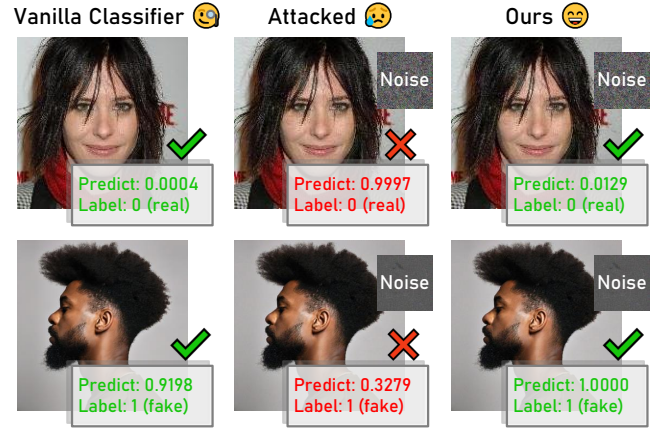 Vanilla Classifier 🧐 Attacked 😥 Ours 😄
Noise Noise
Predict: 0.0004 Predict: 0.9997 Predict: 0.0129
Label: 0 (real) Label: 0 (real) Label: 0 (real)
Noise Noise
Predict: 0.9198 Predict: 0.3279 Predict: 1.0000
Label: 1 (fake) Label: 1 (fake) Label: 1 (fake)